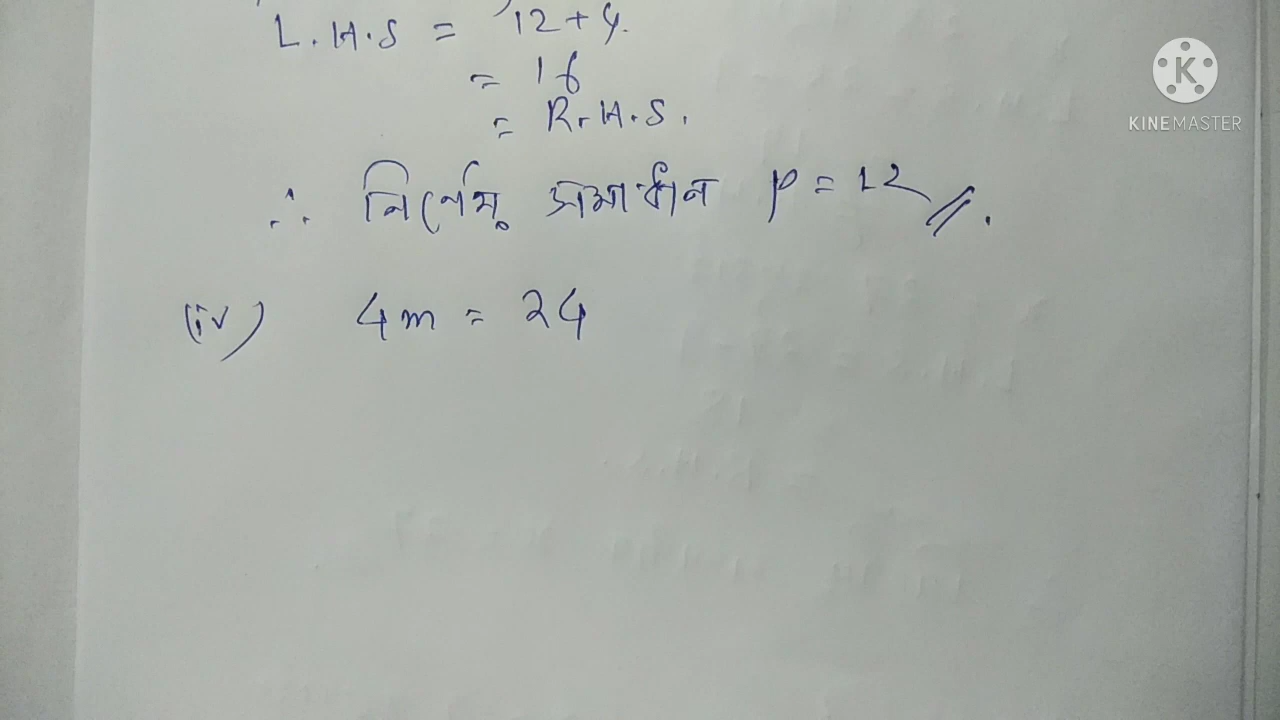 L.H.S = 12 + 4.
= 16
= R.H.S.
∴ নির্ণেয় সমাধান p = 12 //.
(iv) 4m = 24
K
KINEMASTER